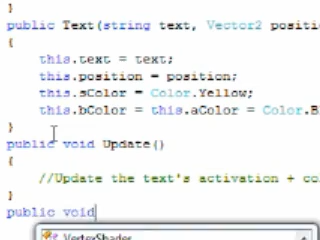 }
public Text(string text, Vector2 positi
{
this.text = text;
this.position = position;
this.sColor = Color.Yellow;
this.bColor = this.aColor = Color.B
}
public void Update()
{
//Update the text's activation + co
}
public void
VertexShader